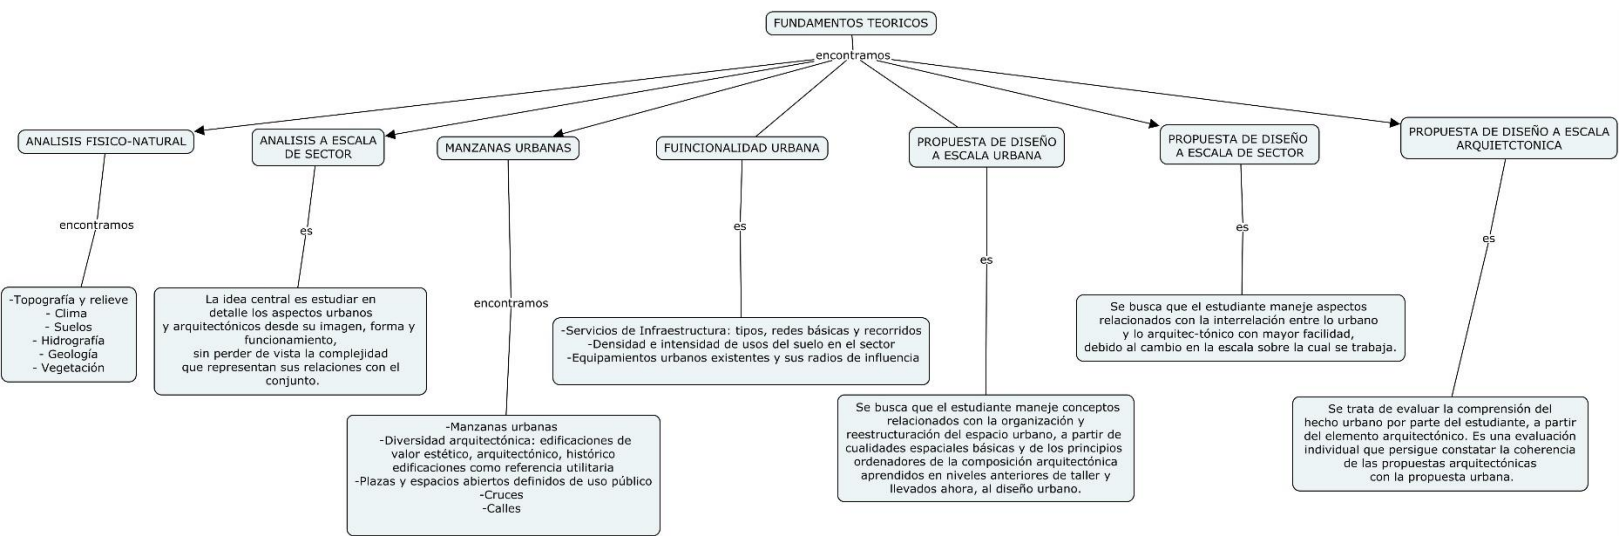 FUNDAMENTOS TEORICOS
encontramos
ANALISIS FISICO-NATURAL
ANALISIS A ESCALA
DE SECTOR
MANZANAS URBANAS
FUINCIONALIDAD URBANA
PROPUESTA DE DISEÑO
A ESCALA URBANA
PROPUESTA DE DISEÑO
A ESCALA DE SECTOR
PROPUESTA DE DISEÑO A ESCALA
ARQUIETCTONICA
encontramos
es
encontramos
es
es
es
es
-Topografía y relieve
- Clima
- Suelos
- Hidrografía
- Geología
- Vegetación
La idea central es estudiar en
detalle los aspectos urbanos
y arquitectónicos desde su imagen, forma y
funcionamiento,
sin perder de vista la complejidad
que representan sus relaciones con el
conjunto.
-Manzanas urbanas
-Diversidad arquitectónica: edificaciones de
valor estético, arquitectónico, histórico
edificaciones como referencia utilitaria
-Plazas y espacios abiertos definidos de uso público
-Cruces
-Calles
-Servicios de Infraestructura: tipos, redes básicas y recorridos
-Densidad e intensidad de usos del suelo en el sector
-Equipamientos urbanos existentes y sus radios de influencia
Se busca que el estudiante maneje conceptos
relacionados con la organización y
reestructuración del espacio urbano, a partir de
cualidades espaciales básicas y de los principios
ordenadores de la composición arquitectónica
aprendidos en niveles anteriores de taller y
llevados ahora, al diseño urbano.
Se busca que el estudiante maneje aspectos
relacionados con la interrelación entre lo urbano
y lo arquitec-tónico con mayor facilidad,
debido al cambio en la escala sobre la cual se trabaja.
Se trata de evaluar la comprensión del
hecho urbano por parte del estudiante, a partir
del elemento arquitectónico. Es una evaluación
individual que persigue constatar la coherencia
de las propuestas arquitectónicas
con la propuesta urbana.